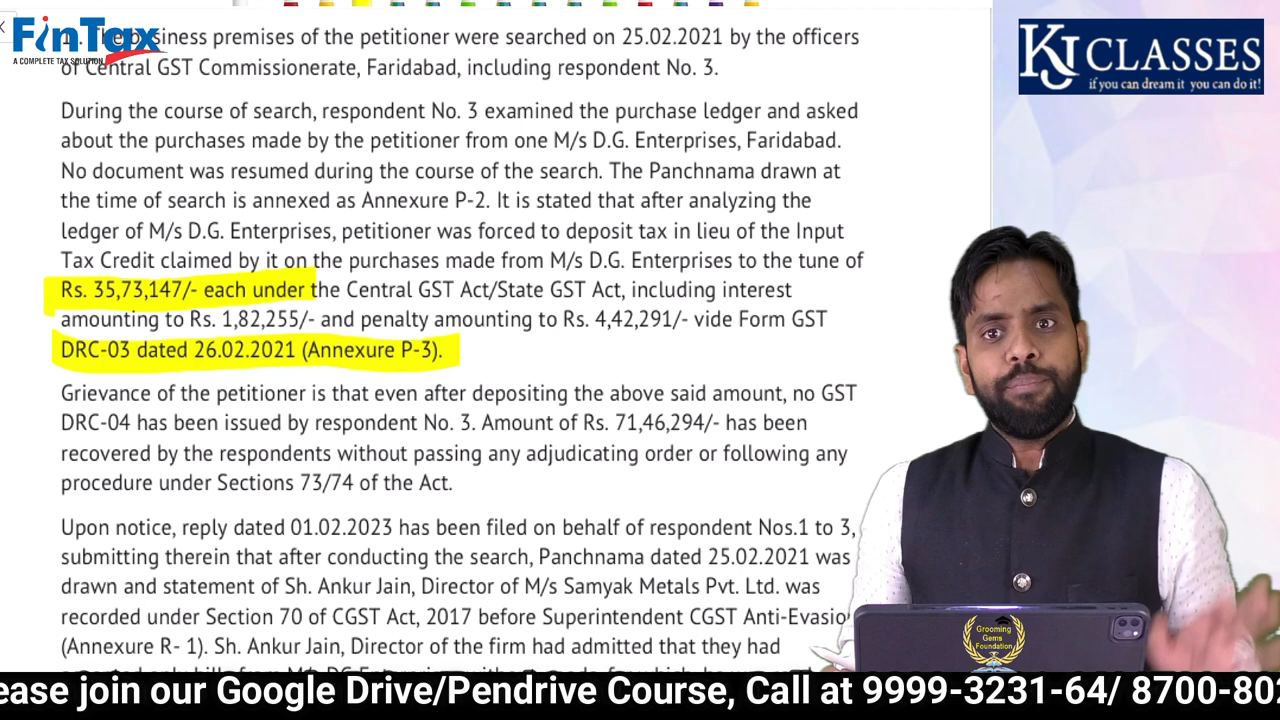 FinTax
A COMPLETE TAX SOLUTION
KJ CLASSES
if you can dream it you can do it!
business premises of the petitioner were searched on 25.02.2021 by the officers
of Central GST Commissionerate, Faridabad, including respondent No. 3.
During the course of search, respondent No. 3 examined the purchase ledger and asked
about the purchases made by the petitioner from one M/s D.G. Enterprises, Faridabad.
No document was resumed during the course of the search. The Panchnama drawn at
the time of search is annexed as Annexure P-2. It is stated that after analyzing the
ledger of M/s D.G. Enterprises, petitioner was forced to deposit tax in lieu of the Input
Tax Credit claimed by it on the purchases made from M/s D.G. Enterprises to the tune of
Rs. 35,73,147/- each under the Central GST Act/State GST Act, including interest
amounting to Rs. 1,82,255/- and penalty amounting to Rs. 4,42,291/- vide Form GST
DRC-03 dated 26.02.2021 (Annexure P-3).
Grievance of the petitioner is that even after depositing the above said amount, no GST
DRC-04 has been issued by respondent No. 3. Amount of Rs. 71,46,294/- has been
recovered by the respondents without passing any adjudicating order or following any
procedure under Sections 73/74 of the Act.
Upon notice, reply dated 01.02.2023 has been filed on behalf of respondent Nos.1 to 3,
submitting therein that after conducting the search, Panchnama dated 25.02.2021 was
drawn and statement of Sh. Ankur Jain, Director of M/s Samyak Metals Pvt. Ltd. was
recorded under Section 70 of CGST Act, 2017 before Superintendent CGST Anti-Evasio
(Annexure R- 1). Sh. Ankur Jain, Director of the firm had admitted that they had
Grooming
Gems
Foundation
ease join our Google Drive/Pendrive Course, Call at 9999-3231-64/ 8700-80